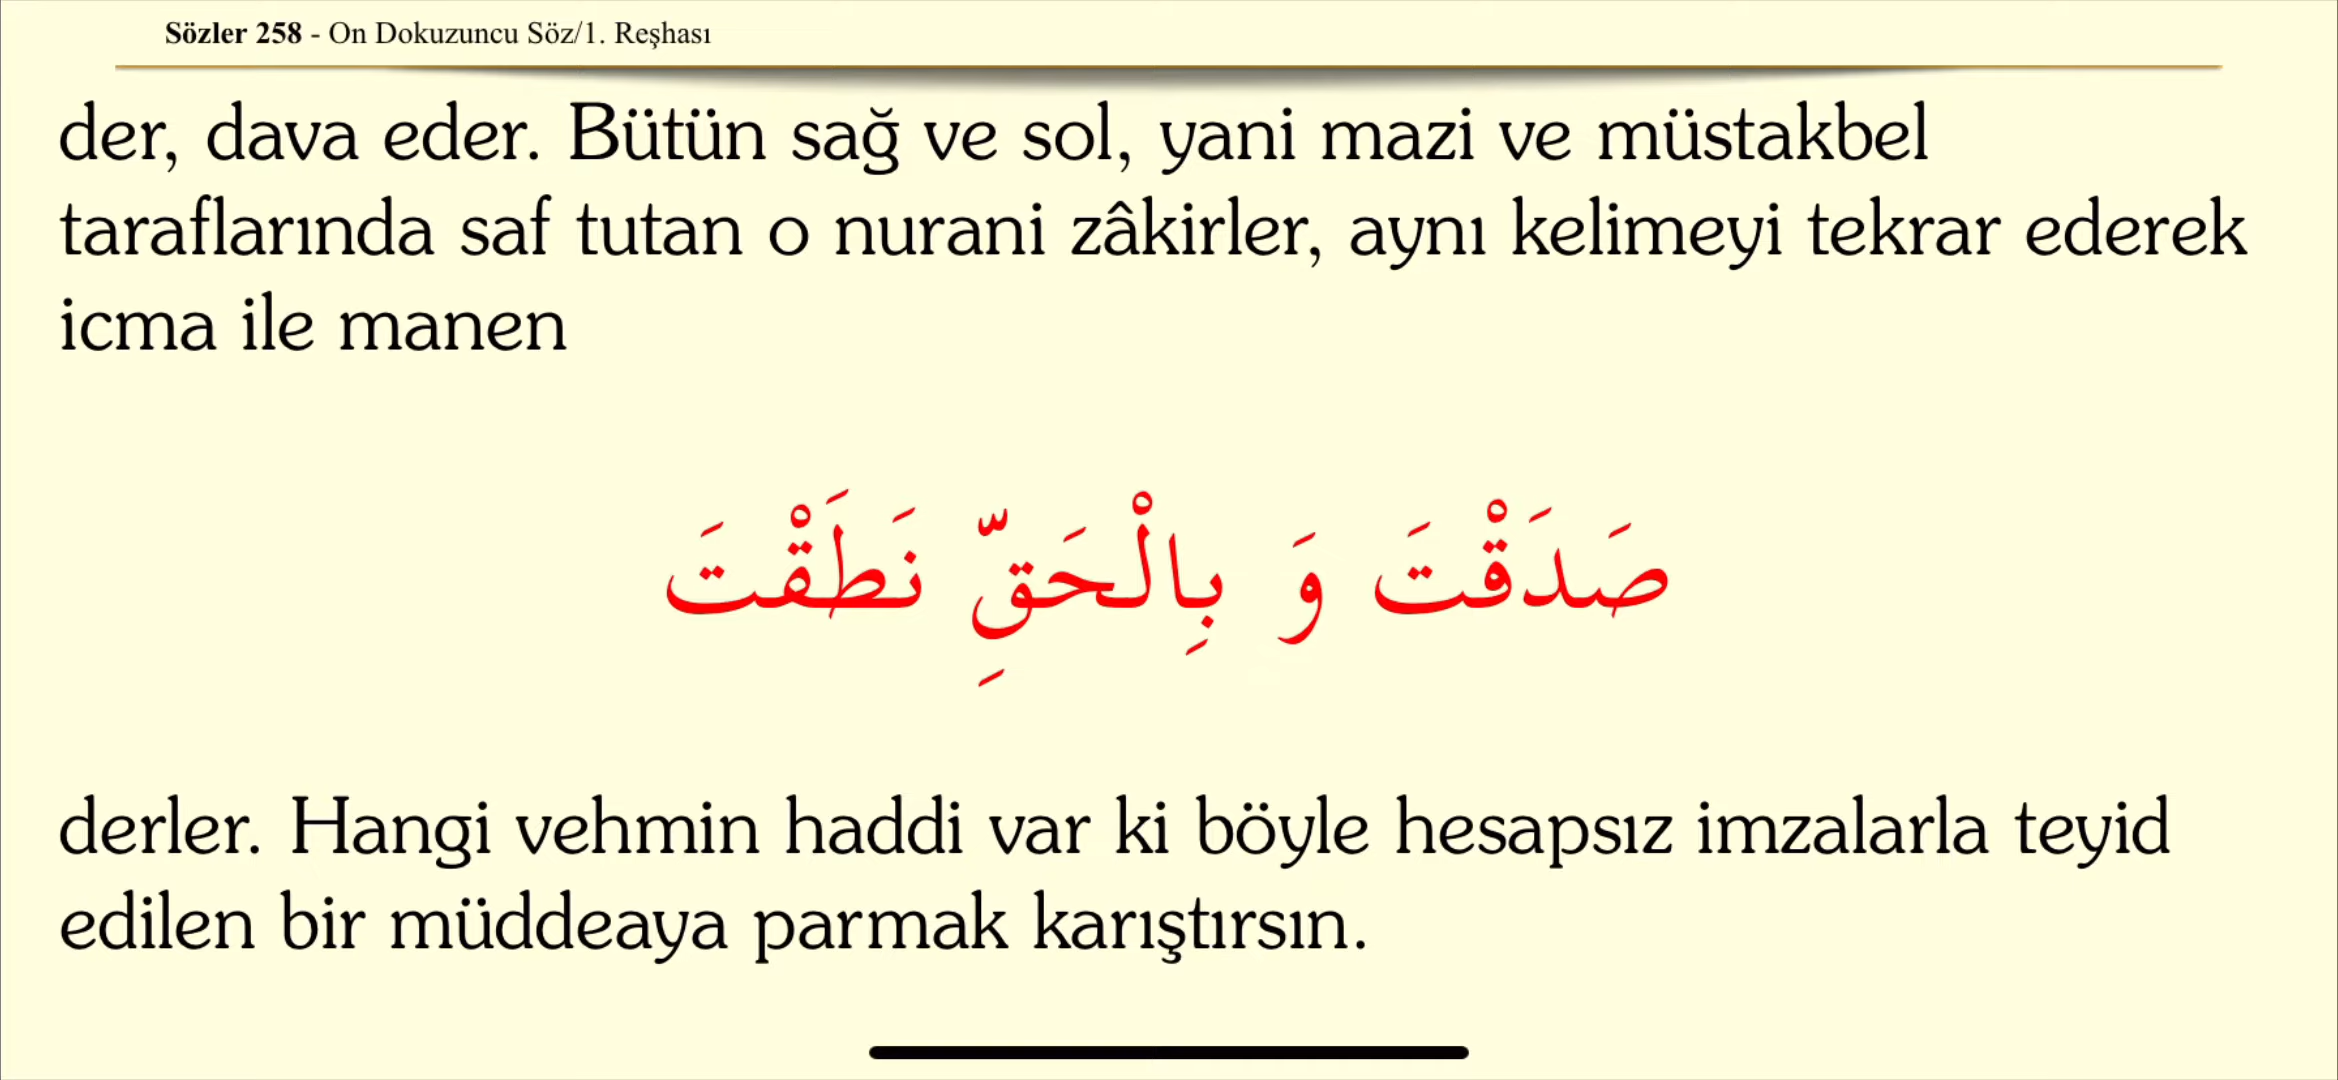 Sözler 258 - On Dokuzuncu Söz/1. Reşhası
der, dava eder. Bütün sağ ve sol, yani mazi ve müstakbel
taraflarında saf tutan o nurani zâkirler, aynı kelimeyi tekrar ederek
icma ile manen
صَدَقْتَ وَ بِالْحَقِّ نَطَقْتَ
derler. Hangi vehmin haddi var ki böyle hesapsız imzalarla teyid
edilen bir müddeaya parmak karıştırsın.